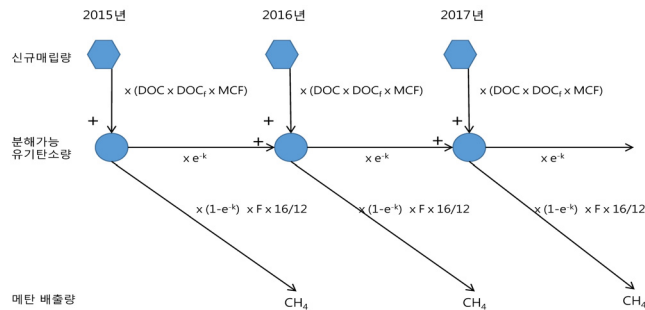 2015년 2016년 2017년
신규매립량
x (DOC x DOCf x MCF) x (DOC x DOCf x MCF) x (DOC x DOCf x MCF)
+ + +
분해가능
유기탄소량
x e-k x e-k x e-k
x (1-e-k) x F x 16/12 x (1-e-k) x F x 16/12 x (1-e-k) x F x 16/12
메탄 배출량
CH4 CH4 CH4